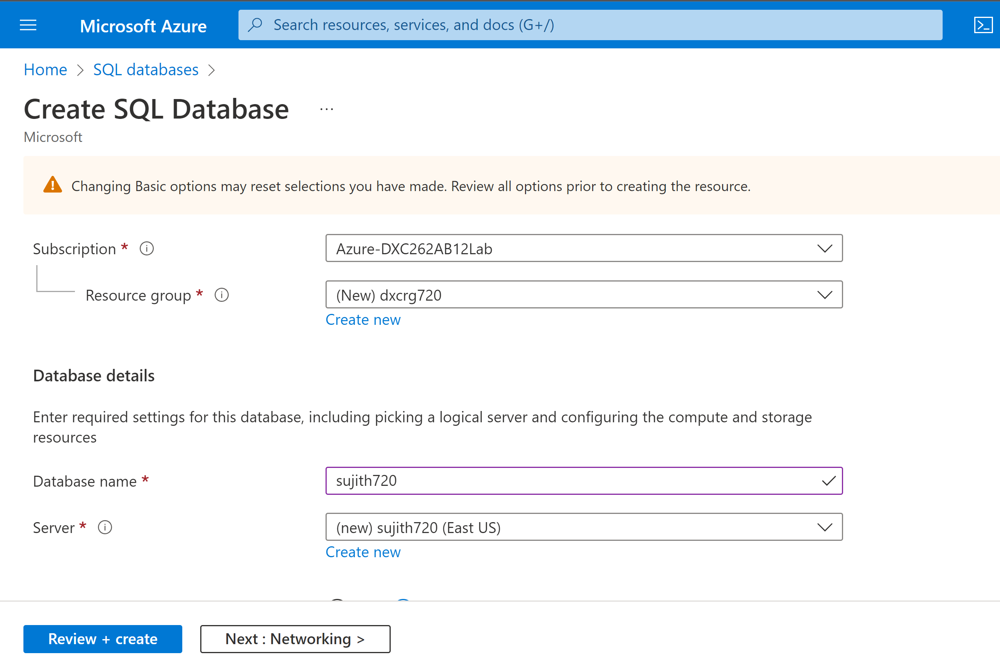 Microsoft Azure
Search resources, services, and docs (G+/)
Home > SQL databases >
Create SQL Database ...
Microsoft
Changing Basic options may reset selections you have made. Review all options prior to creating the resource.
Subscription *
Azure-DXC262AB12Lab
Resource group *
(New) dxcrg720
Create new
Database details
Enter required settings for this database, including picking a logical server and configuring the compute and storage
resources
Database name *
sujith720
Server *
(new) sujith720 (East US)
Create new
Review + create
Next : Networking >